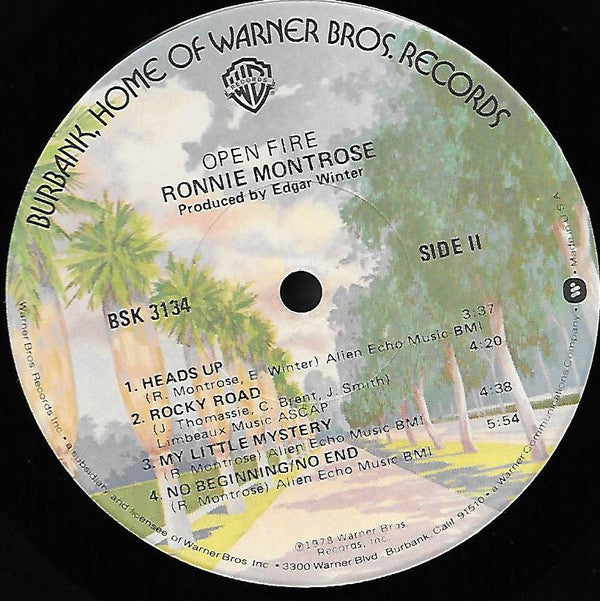 BURBANK, HOME OF WARNER BROS. RECORDS
WB
RECORDS
OPEN FIRE
RONNIE MONTROSE
Produced by Edgar Winter
SIDE II
BSK 3134
1. HEADS UP 3:37
(R. Montrose, E. Winter) Alien Echo Music BMI
2. ROCKY ROAD 4:20
(J. Thomassie, C. Brent, J. Smith)
Limbeaux Music ASCAP
3. MY LITTLE MYSTERY 4:38
(R. Montrose) Alien Echo Music BMI
4. NO BEGINNING/NO END 5:54
(R. Montrose) Alien Echo Music BMI
℗1978 Warner Bros.
Records, Inc.
Warner Bros. Records Inc. • a subsidiary and licensee of Warner Bros. Inc. • 3300 Warner Blvd., Burbank, Calif. 91510 • a Warner Communications Company • Made in U.S.A.